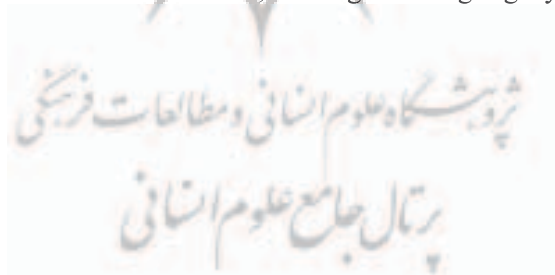 پژوهشگاه علوم انسانی و مطالعات فرهنگی
پرتال جامع علوم انسانی